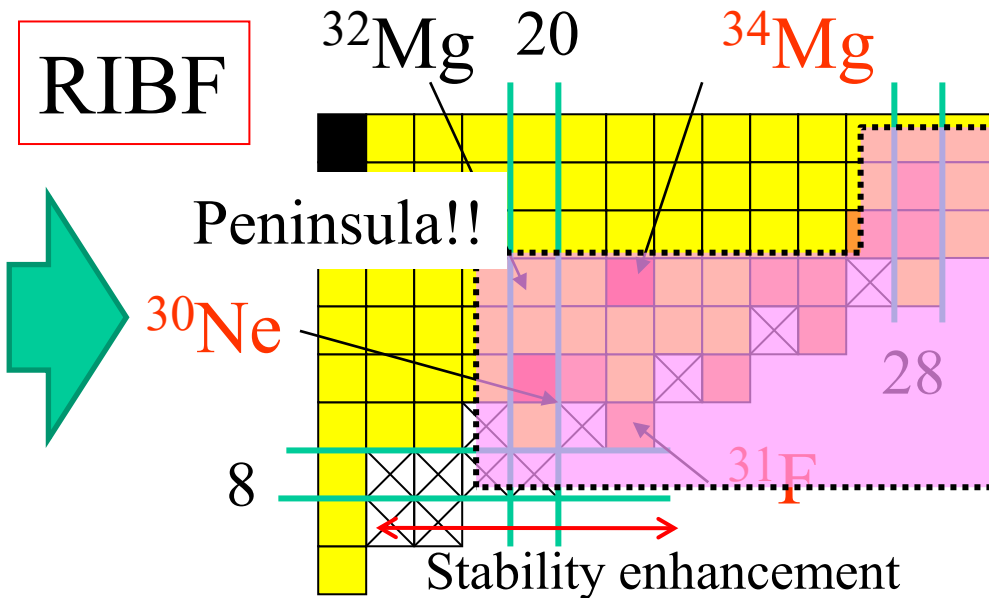 RIBF
³²Mg
20
³⁴Mg
Peninsula!!
³⁰Ne
28
³¹F
8
Stability enhancement